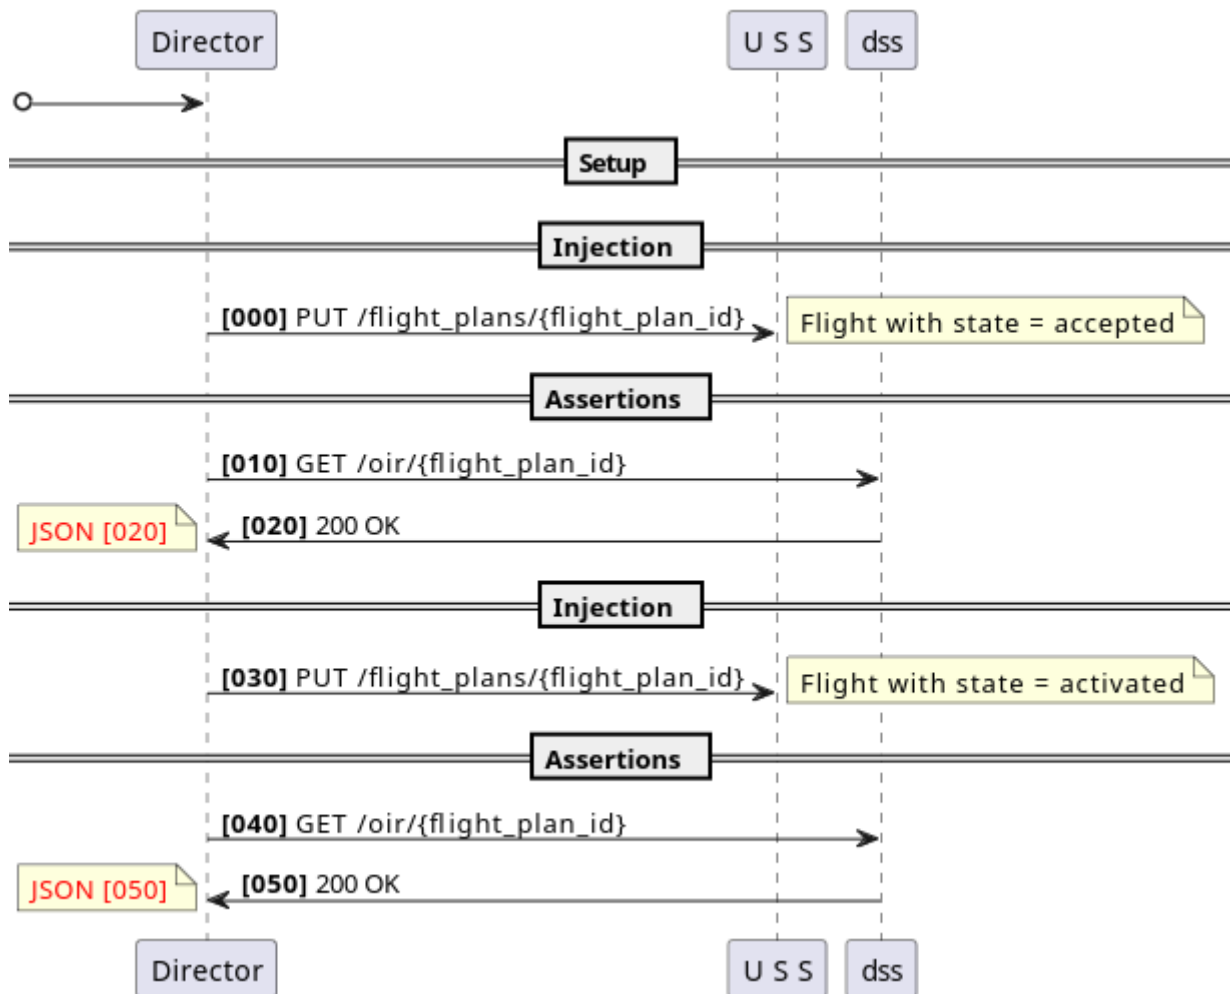 Director U S S dss
Setup
Injection
[000] PUT /flight_plans/{flight_plan_id} Flight with state = accepted
Assertions
[010] GET /oir/{flight_plan_id}
JSON [020] [020] 200 OK
Injection
[030] PUT /flight_plans/{flight_plan_id} Flight with state = activated
Assertions
[040] GET /oir/{flight_plan_id}
JSON [050] [050] 200 OK
Director U S S dss